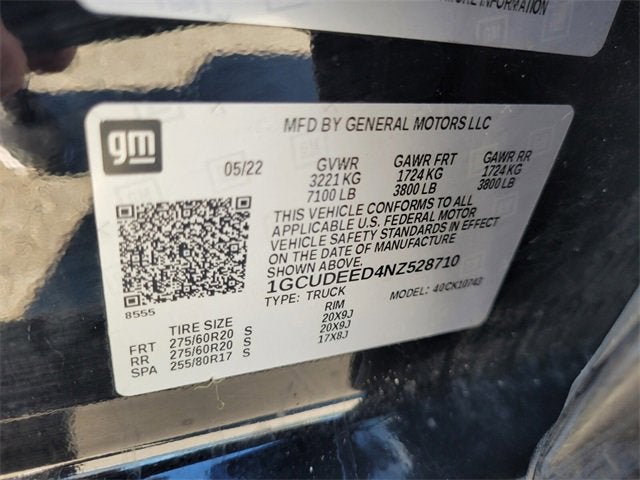 MORE INFORMATION
gm
MFD BY GENERAL MOTORS LLC
05/22
GVWR GAWR FRT GAWR RR
3221 KG 1724 KG 1724 KG
7100 LB 3800 LB 3800 LB
THIS VEHICLE CONFORMS TO ALL
APPLICABLE U.S. FEDERAL MOTOR
VEHICLE SAFETY STANDARDS IN EFFECT
ON THE DATE OF MANUFACTURE
SHOWN ABOVE.
1GCUDEED4NZ528710
TYPE: TRUCK MODEL: 40CK10743
8555
TIRE SIZE RIM
FRT 275/60R20 S 20X9J
RR 275/60R20 S 20X9J
SPA 255/80R17 S 17X8J